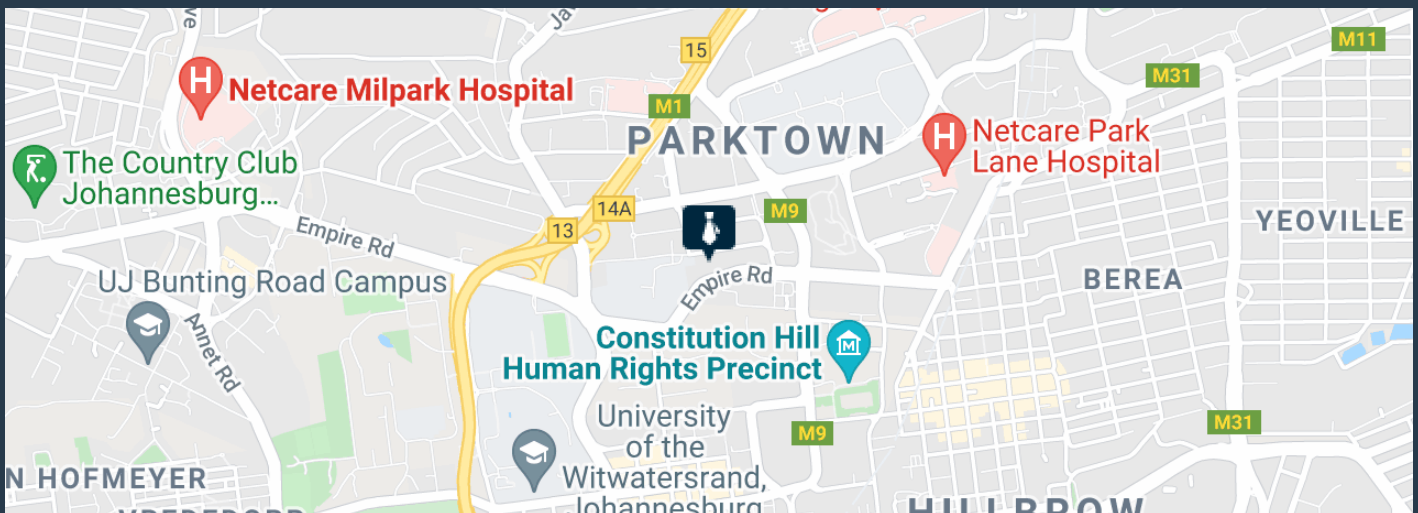 15
M11
M31
H
Netcare Milpark Hospital
M1
PARKTOWN
H
Netcare Park
Lane Hospital
The Country Club
Johannesburg...
14A
M9
13
YEOVILLE
Empire Rd
BEREA
UJ Bunting Road Campus
Empire Rd
Annet Rd
Constitution Hill
Human Rights Precinct
M
University
of the
Witwatersrand,
Johannesburg
M9
M31
N HOFMEYER
HILLBROW